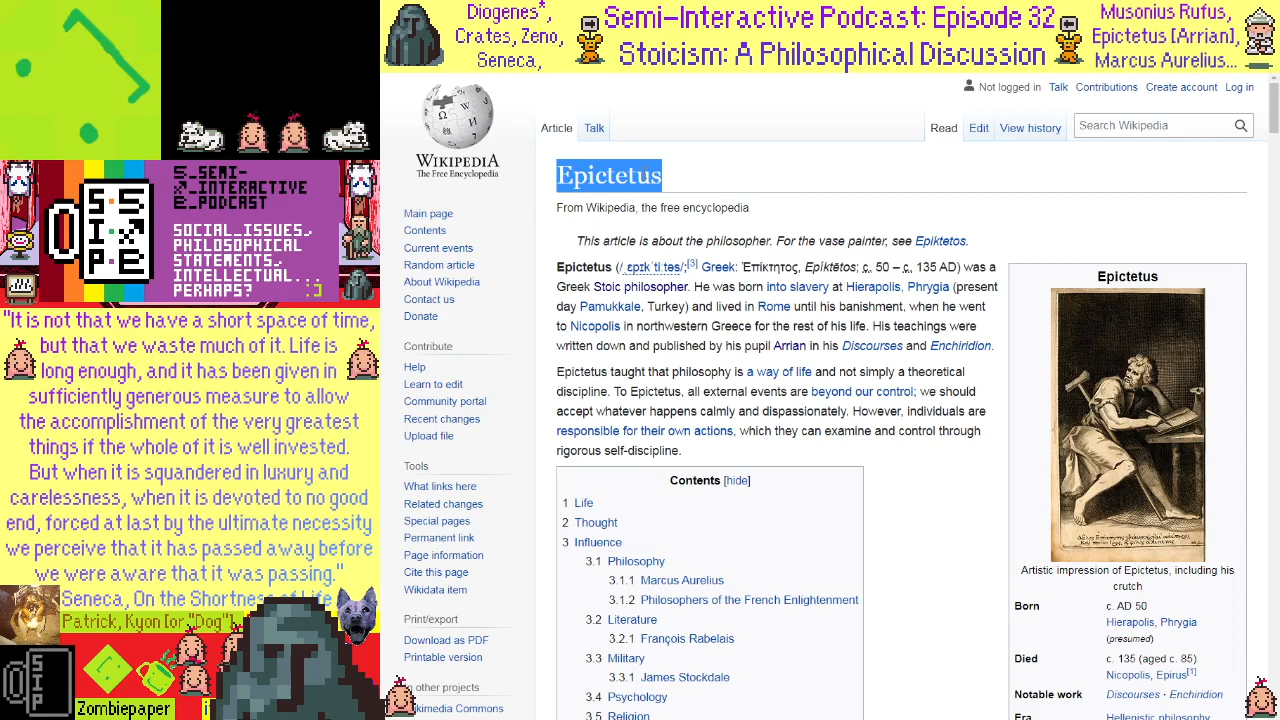 Diogenes*,
Crates, Zeno,
Seneca,
Semi-Interactive Podcast: Episode 32
Stoicism: A Philosophical Discussion
Musonius Rufus,
Epictetus [Arrian],
Marcus Aurelius...
S_SEMI-
_INTERACTIVE
_PODCAST
SOCIAL_ISSUES,
PHILOSOPHICAL
STATEMENTS,
INTELLECTUAL...
PERHAPS? :)
"It is not that we have a short space of time,
but that we waste much of it. Life is
long enough, and it has been given in
sufficiently generous measure to allow
the accomplishment of the very greatest
things if the whole of it is well invested.
But when it is squandered in luxury and
carelessness, when it is devoted to no good
end, forced at last by the ultimate necessity
we perceive that it has passed away before
we were aware that it was passing."
Seneca, On the Shortness of Life
Patrick, Kyon [or "Dog"],
SIP
Zombiepaper
WIKIPEDIA
The Free Encyclopedia
Main page
Contents
Current events
Random article
About Wikipedia
Contact us
Donate
Contribute
Help
Learn to edit
Community portal
Recent changes
Upload file
Tools
What links here
Related changes
Special pages
Permanent link
Page information
Cite this page
Wikidata item
Print/export
Download as PDF
Printable version
In other projects
Wikimedia Commons
Not logged in Talk Contributions Create account Log in
Article Talk Read Edit View history Search Wikipedia
Epictetus
From Wikipedia, the free encyclopedia
This article is about the philosopher. For the vase painter, see Epiktetos.
Epictetus (/ˌɛpɪkˈtiːtəs/;[3] Greek: Ἐπίκτητος, Epíktētos; c. 50 – c. 135 AD) was a
Greek Stoic philosopher. He was born into slavery at Hierapolis, Phrygia (present
day Pamukkale, Turkey) and lived in Rome until his banishment, when he went
to Nicopolis in northwestern Greece for the rest of his life. His teachings were
written down and published by his pupil Arrian in his Discourses and Enchiridion.
Epictetus taught that philosophy is a way of life and not simply a theoretical
discipline. To Epictetus, all external events are beyond our control; we should
accept whatever happens calmly and dispassionately. However, individuals are
responsible for their own actions, which they can examine and control through
rigorous self-discipline.
Contents [hide]
1 Life
2 Thought
3 Influence
3.1 Philosophy
3.1.1 Marcus Aurelius
3.1.2 Philosophers of the French Enlightenment
3.2 Literature
3.2.1 François Rabelais
3.3 Military
3.3.1 James Stockdale
3.4 Psychology
3.5 Religion
Epictetus
Artistic impression of Epictetus, including his
crutch
Born c. AD 50
Hierapolis, Phrygia
(presumed)
Died c. 135 (aged c. 85)
Nicopolis, Epirus[1]
Notable work Discourses · Enchiridion
Era Hellenistic philosophy